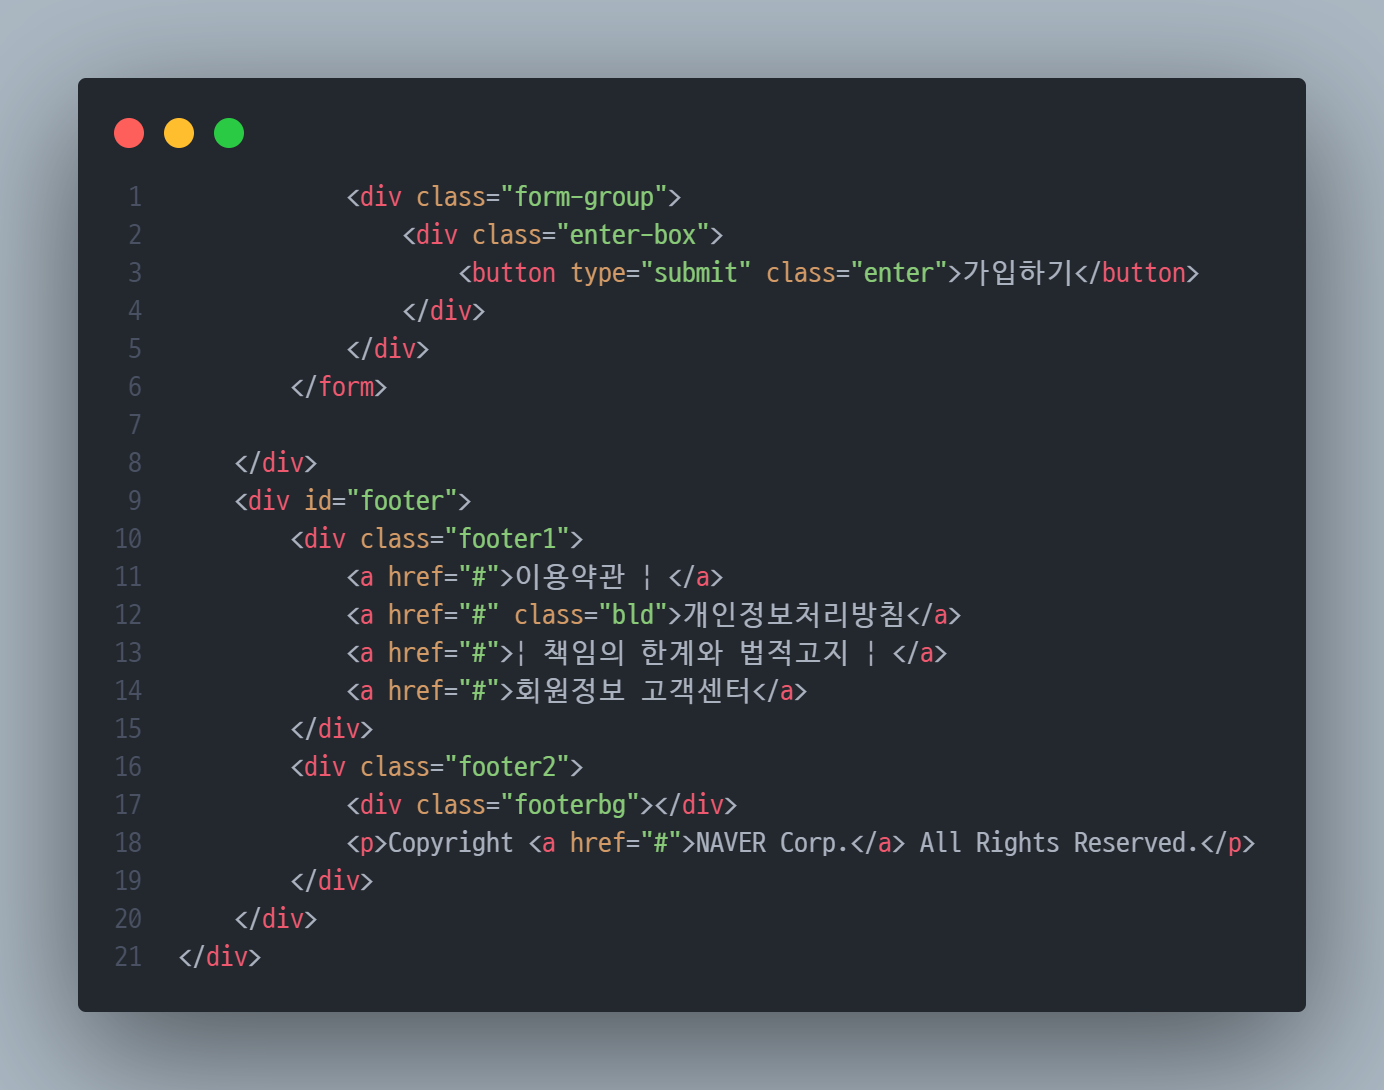 1 <div class="form-group">
2 <div class="enter-box">
3 <button type="submit" class="enter">가입하기</button>
4 </div>
5 </div>
6 </form>
7
8 </div>
9 <div id="footer">
10 <div class="footer1">
11 <a href="#">이용약관 ¦ </a>
12 <a href="#" class="bld">개인정보처리방침</a>
13 <a href="#">¦ 책임의 한계와 법적고지 ¦ </a>
14 <a href="#">회원정보 고객센터</a>
15 </div>
16 <div class="footer2">
17 <div class="footerbg"></div>
18 <p>Copyright <a href="#">NAVER Corp.</a> All Rights Reserved.</p>
19 </div>
20 </div>
21 </div>